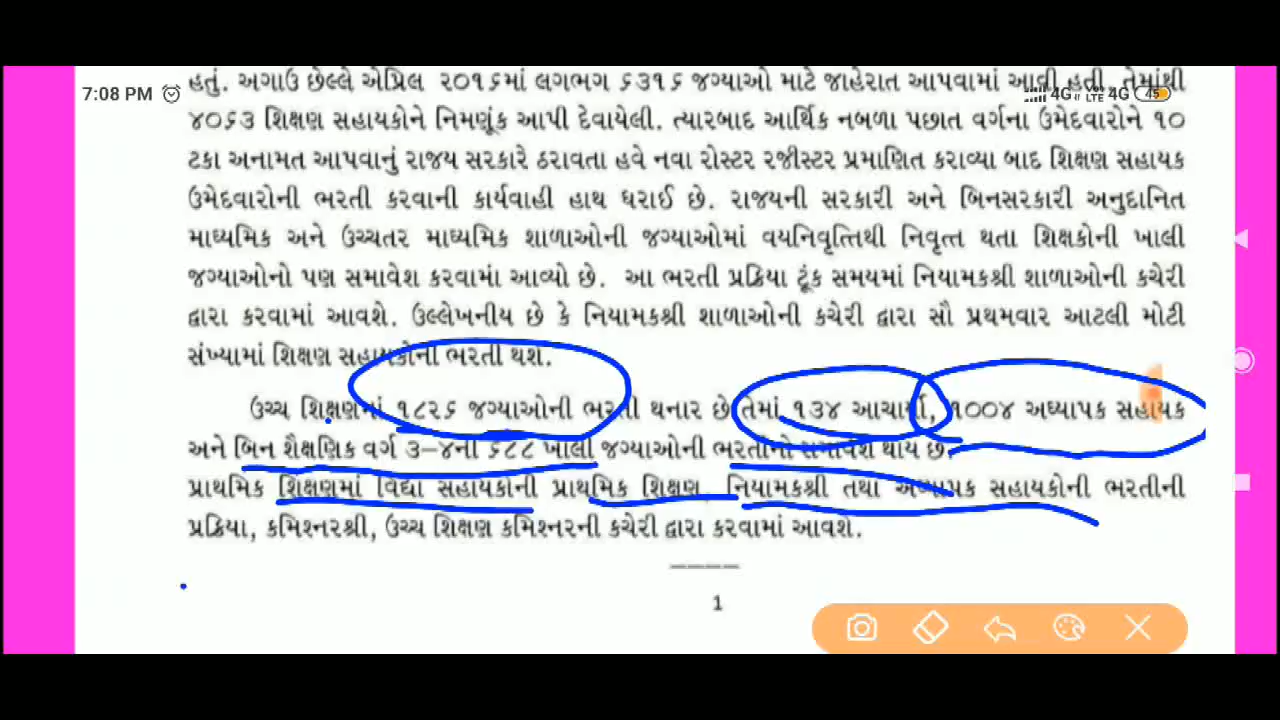 હતું. અગાઉ છેલ્લે એપ્રિલ ૨૦૧૬માં લગભગ ૬૩૧૬ જગ્યાઓ માટે જાહેરાત આપવામાં આવી હતી. તેમાંથી
7:08 PM 4G VoLTE 4G 45
૪૦૬૩ શિક્ષણ સહાયકોને નિમણૂંક આપી દેવાયેલી. ત્યારબાદ આર્થિક નબળા પછાત વર્ગના ઉમેદવારોને ૧૦
ટકા અનામત આપવાનું રાજય સરકારે ઠરાવતા હવે નવા રોસ્ટર રજીસ્ટર પ્રમાણિત કરાવ્યા બાદ શિક્ષણ સહાયક
ઉમેદવારોની ભરતી કરવાની કાર્યવાહી હાથ ધરાઈ છે. રાજયની સરકારી અને બિનસરકારી અનુદાનિત
માધ્યમિક અને ઉચ્ચતર માધ્યમિક શાળાઓની જગ્યાઓમાં વયનિવૃત્તિથી નિવૃત્ત થતા શિક્ષકોની ખાલી
જગ્યાઓનો પણ સમાવેશ કરવામાં આવ્યો છે. આ ભરતી પ્રક્રિયા ટૂંક સમયમાં નિયામકશ્રી શાળાઓની કચેરી
દ્વારા કરવામાં આવશે. ઉલ્લેખનીય છે કે નિયામકશ્રી શાળાઓની કચેરી દ્વારા સૌ પ્રથમવાર આટલી મોટી
સંખ્યામાં શિક્ષણ સહાયકોની ભરતી થશે.
ઉચ્ચ શિક્ષણમાં ૧૮૨૬ જગ્યાઓની ભરતી થનાર છે તેમાં ૧૩૪ આચાર્યો, ૧૦૦૪ અધ્યાપક સહાયક
અને બિન શૈક્ષણિક વર્ગ ૩–૪ની ૬૮૮ ખાલી જગ્યાઓની ભરતીનો સમાવેશ થાય છે.
પ્રાથમિક શિક્ષણમાં વિદ્યા સહાયકોની પ્રાથમિક શિક્ષણ નિયામકશ્રી તથા અધ્યાપક સહાયકોની ભરતીની
પ્રક્રિયા, કમિશ્નરશ્રી, ઉચ્ચ શિક્ષણ કમિશ્નરની કચેરી દ્વારા કરવામાં આવશે.
————
1